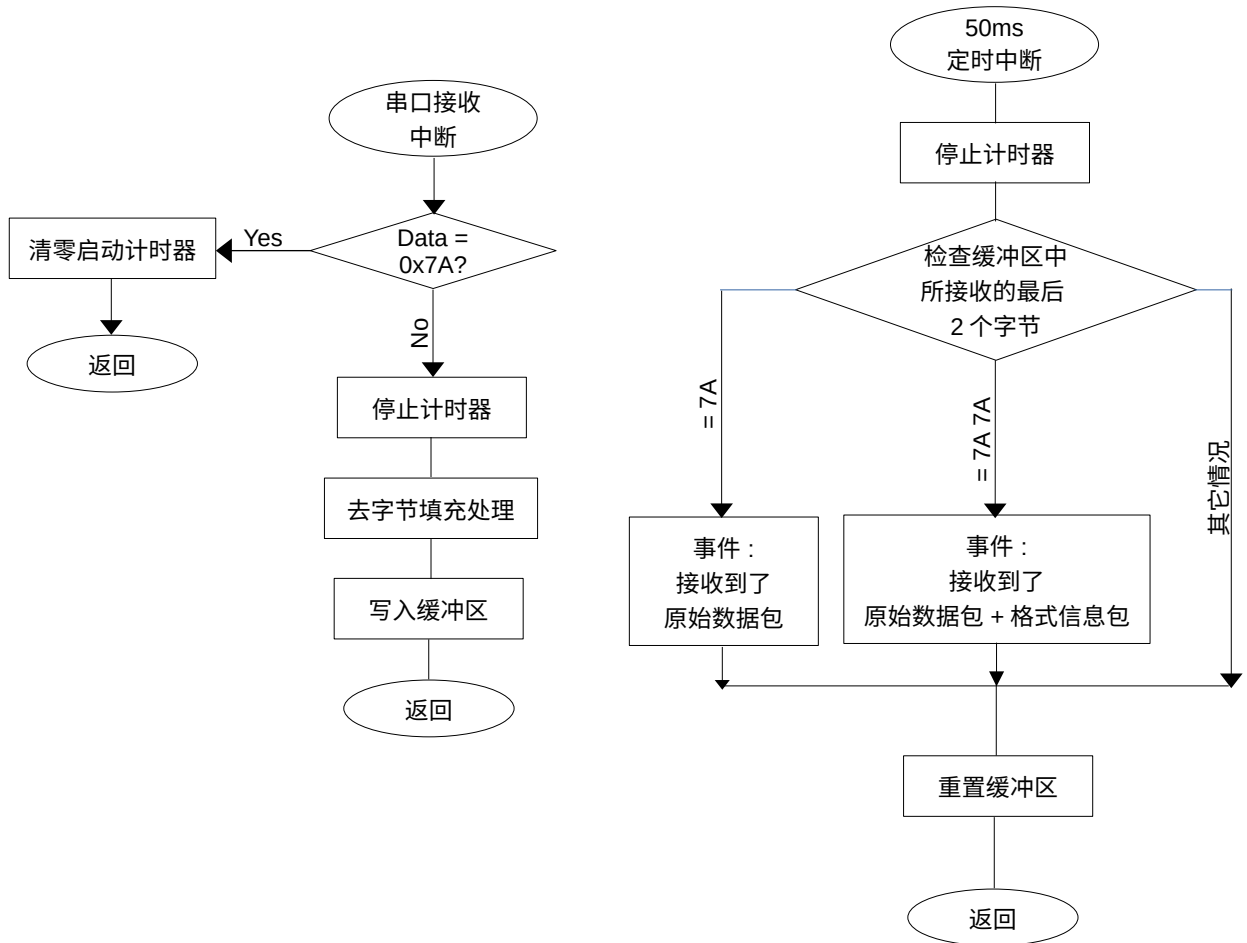 串口接收
中断
Data =
0x7A?
Yes
清零启动计时器
返回
No
停止计时器
去字节填充处理
写入缓冲区
返回
50ms
定时中断
停止计时器
检查缓冲区中
所接收的最后
2 个字节
= 7A
= 7A 7A
其它情况
事件 :
接收到了
原始数据包
事件 :
接收到了
原始数据包 + 格式信息包
重置缓冲区
返回